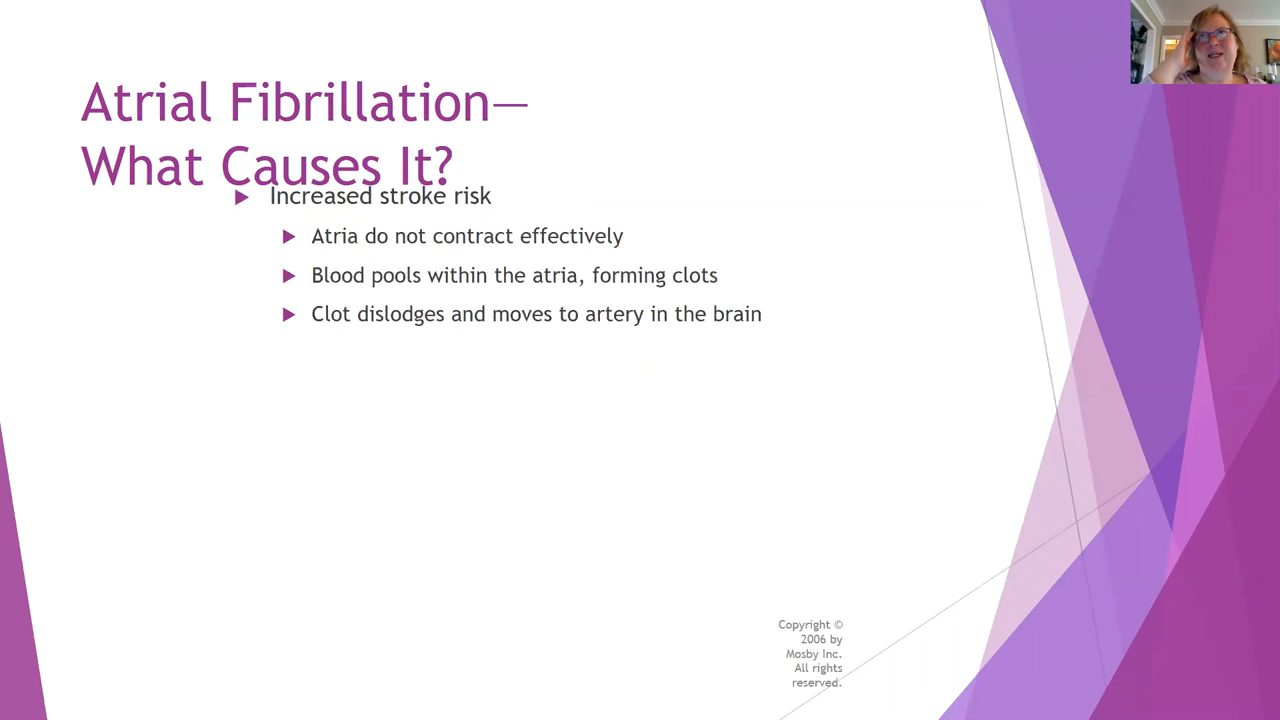 Atrial Fibrillation—
What Causes It?
Increased stroke risk
Atria do not contract effectively
Blood pools within the atria, forming clots
Clot dislodges and moves to artery in the brain
Copyright ©
2006 by
Mosby Inc.
All rights
reserved.